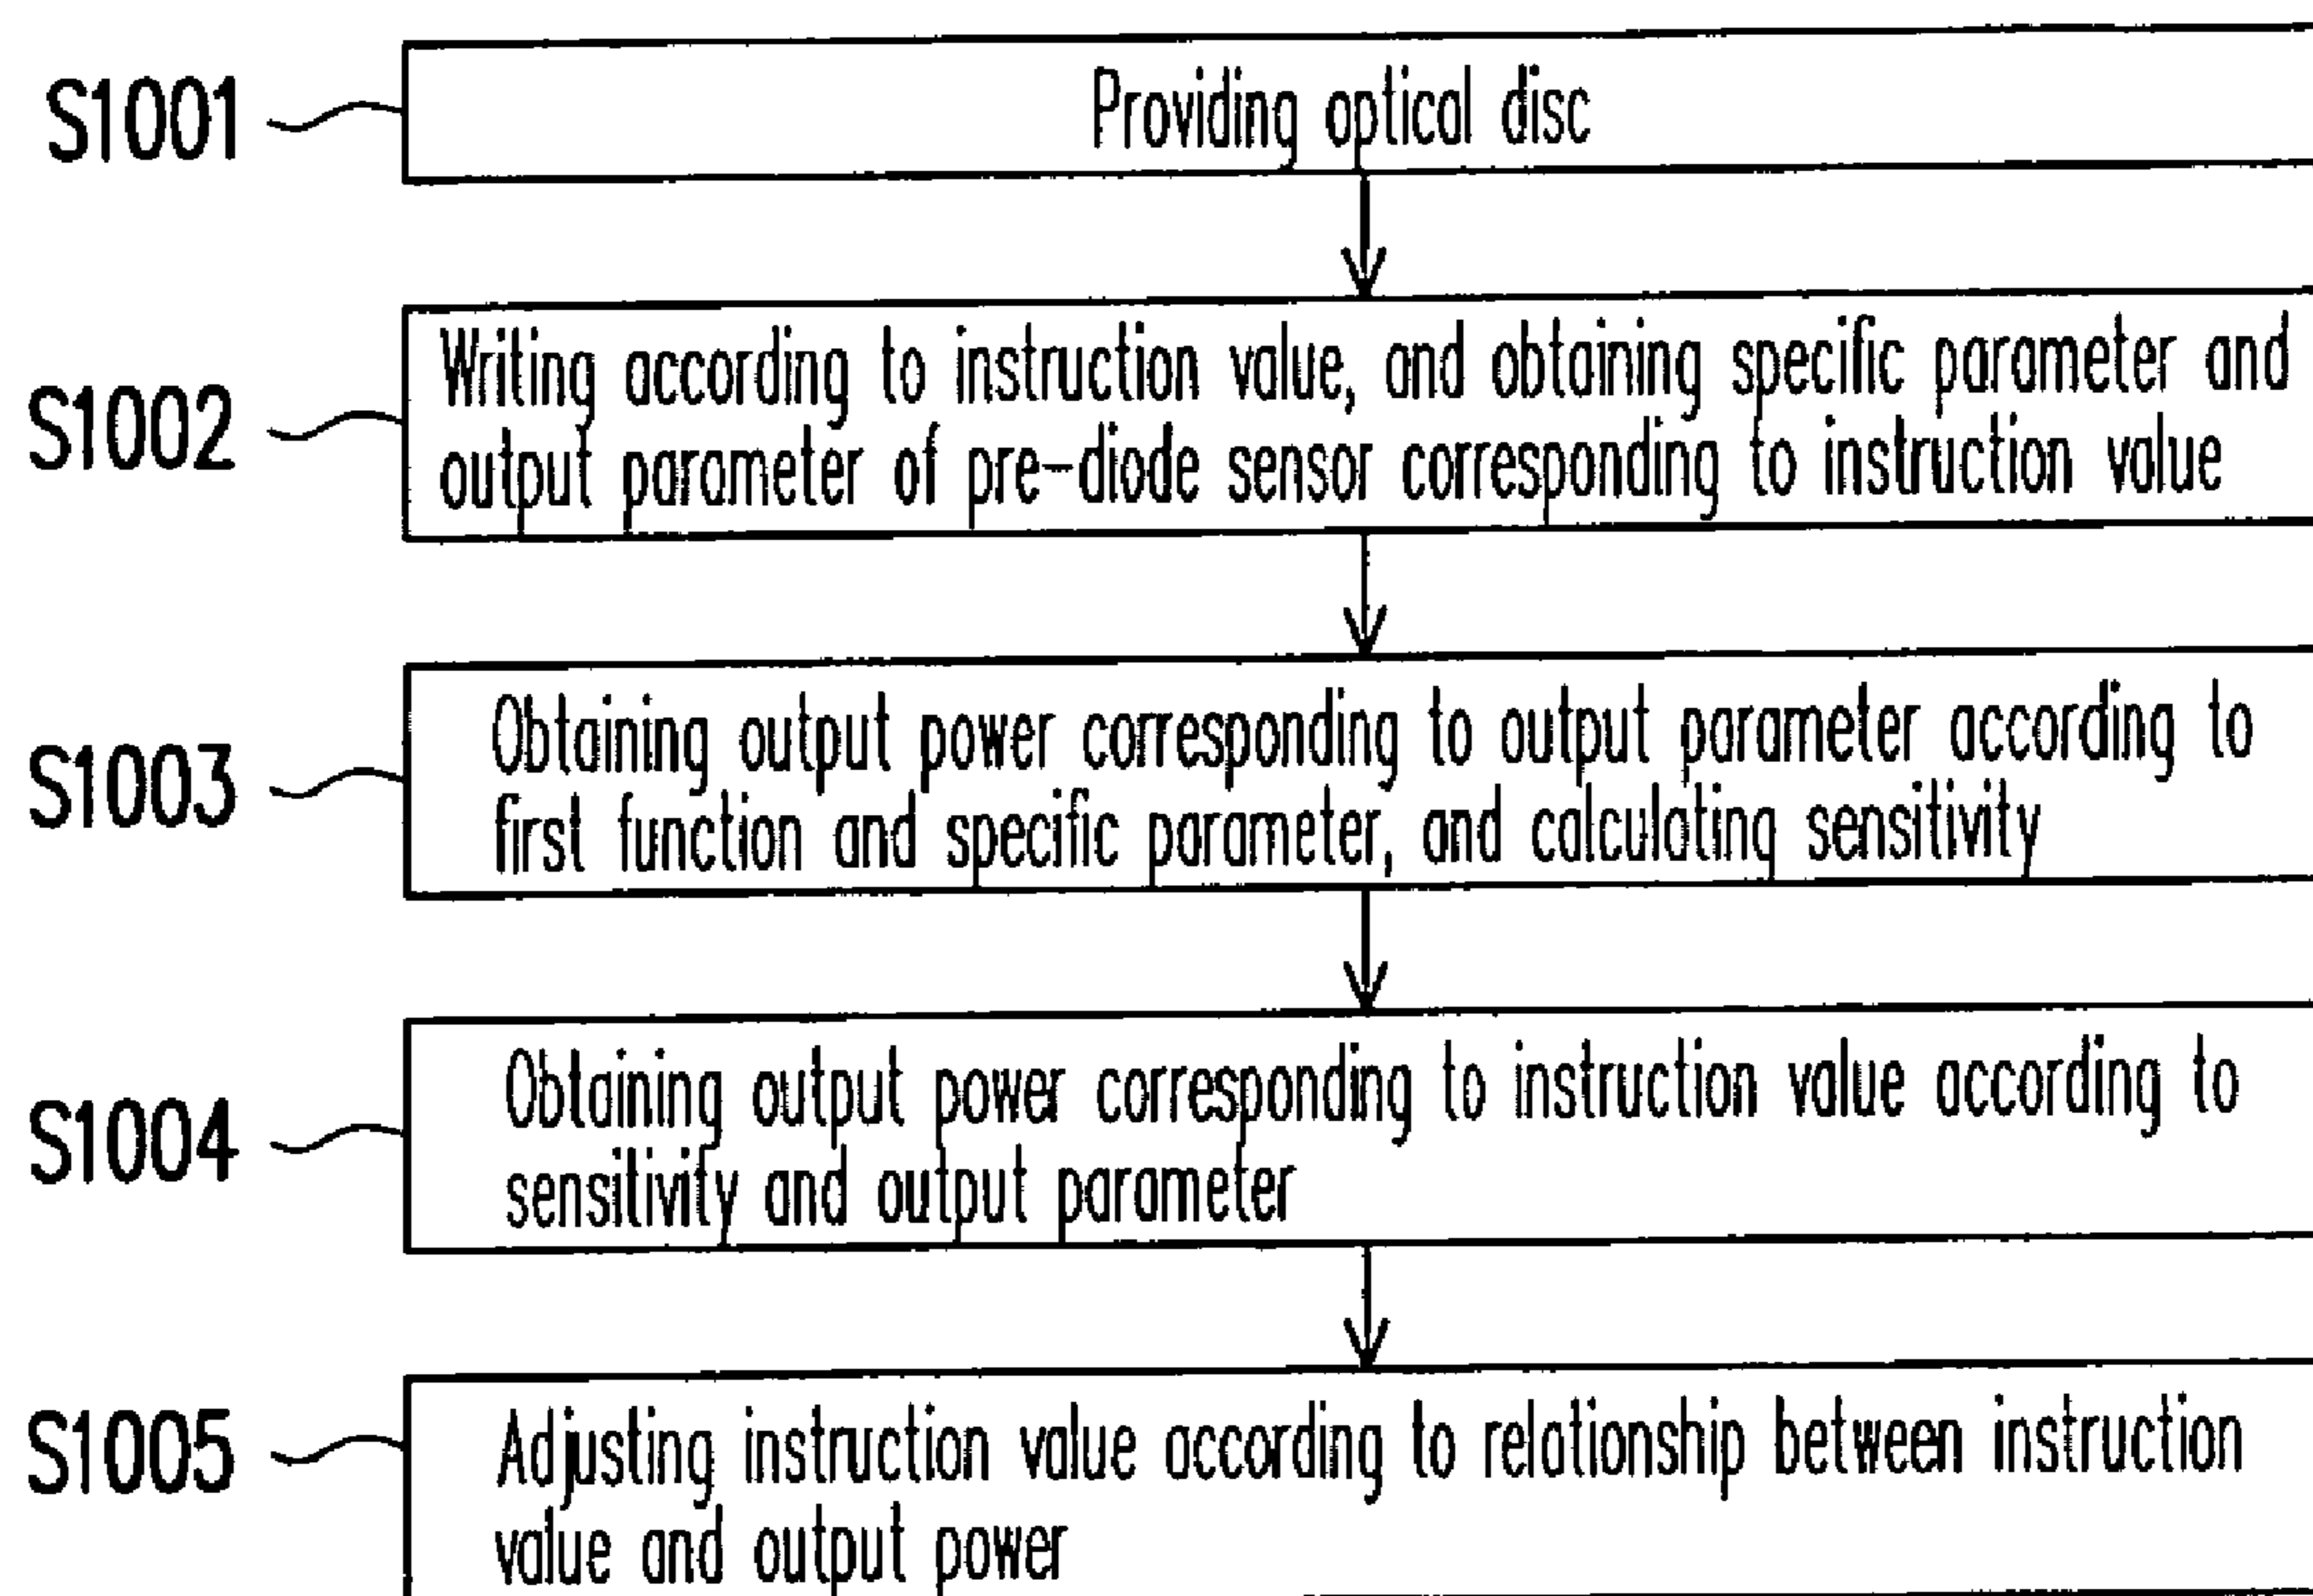 S1001
Providing optical disc
S1002
Writing according to instruction value, and obtaining specific parameter and
output parameter of pre-diode sensor corresponding to instruction value
S1003
Obtaining output power corresponding to output parameter according to
first function and specific parameter, and calculating sensitivity
S1004
Obtaining output power corresponding to instruction value according to
sensitivity and output parameter
S1005
Adjusting instruction value according to relationship between instruction
value and output power